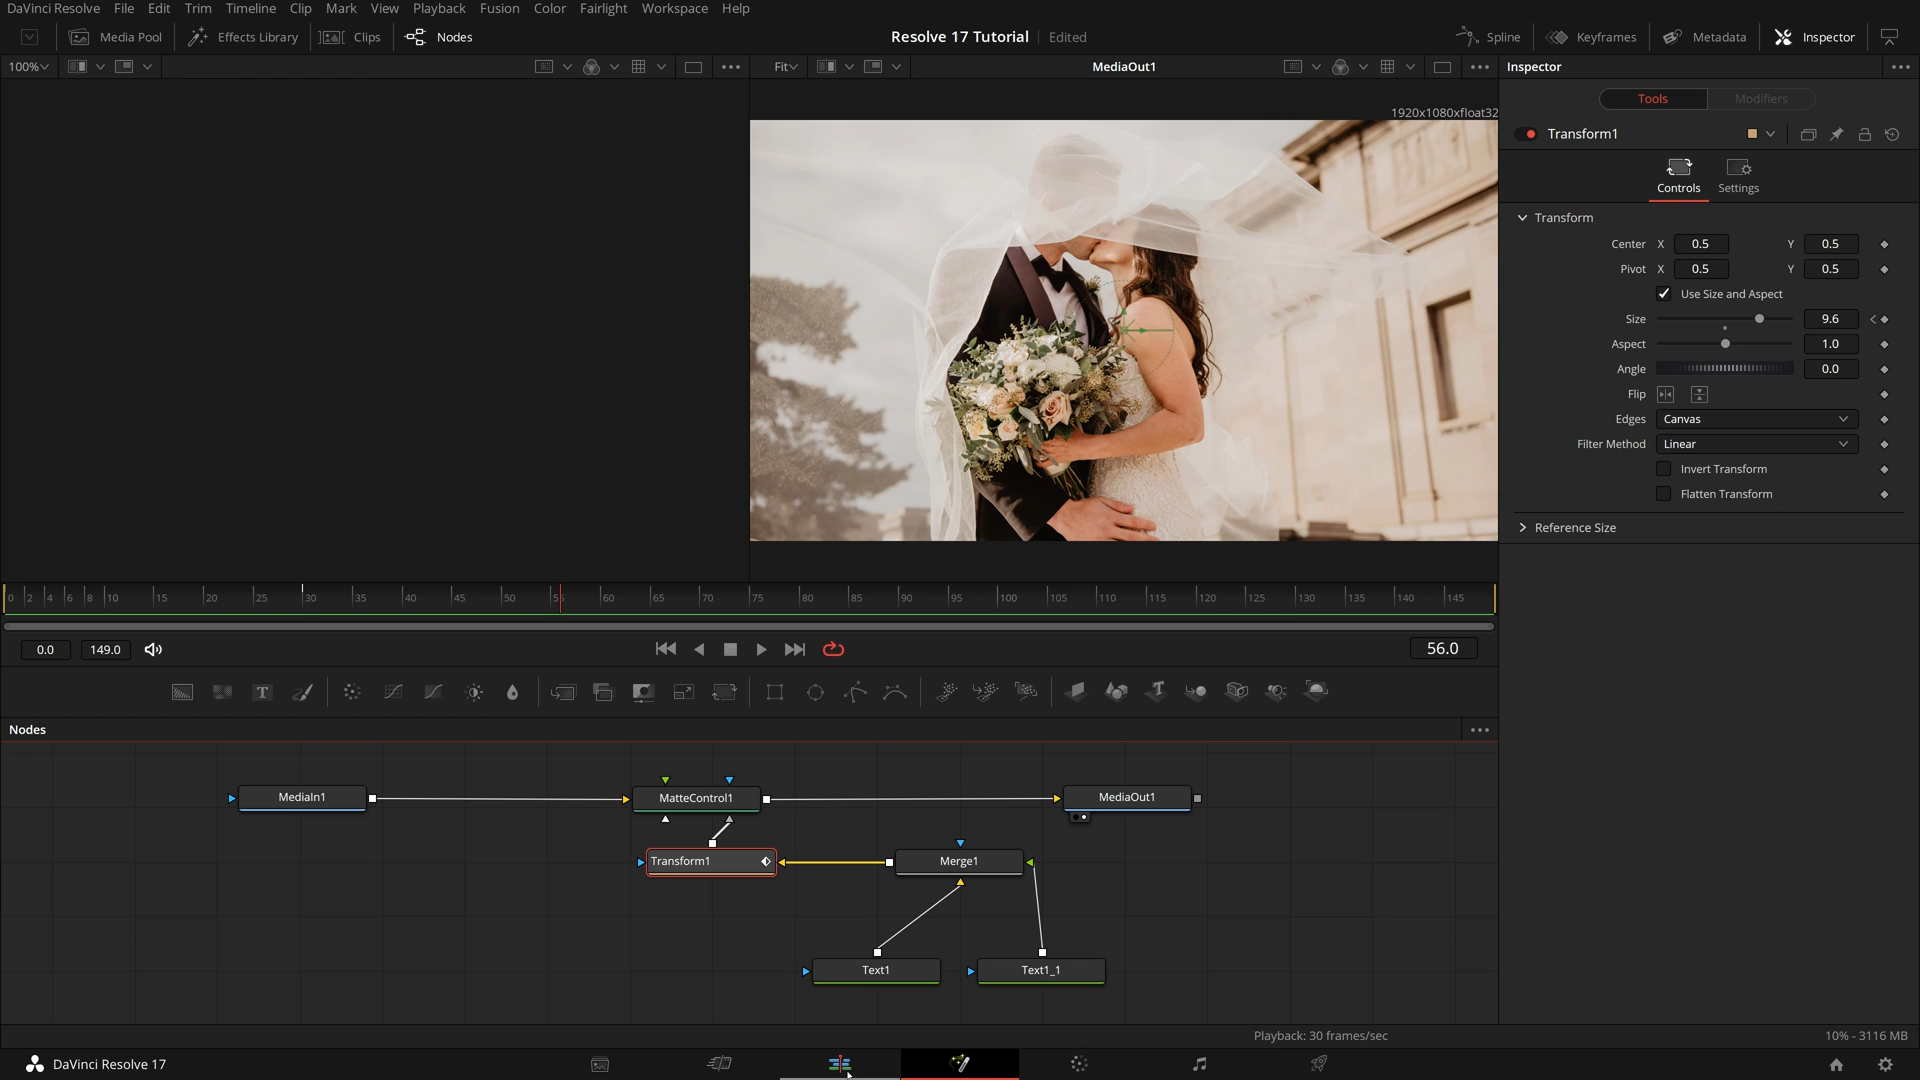 DaVinci Resolve File Edit Trim Timeline Clip Mark View Playback Fusion Color Fairlight Workspace Help
Media Pool Effects Library Clips Nodes Resolve 17 Tutorial Edited Spline Keyframes Metadata Inspector
100% Fit MediaOut1 Inspector
Tools Modifiers
1920x1080xfloat32
Transform1
Controls Settings
Transform
Center X 0.5 Y 0.5
Pivot X 0.5 Y 0.5
Use Size and Aspect
Size 9.6
Aspect 1.0
Angle 0.0
Flip
Edges Canvas
Filter Method Linear
Invert Transform
Flatten Transform
Reference Size
0 2 4 6 8 10 15 20 25 30 35 40 45 50 55 60 65 70 75 80 85 90 95 100 105 110 115 120 125 130 135 140 145
0.0 149.0 56.0
Nodes
MediaIn1 MatteControl1 MediaOut1
Transform1 Merge1
Text1 Text1_1
Playback: 30 frames/sec 10% - 3116 MB
DaVinci Resolve 17